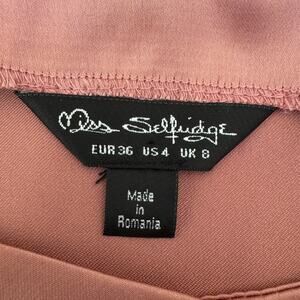 Miss Selfridge
EUR 36 US 4 UK 8
Made
in
Romania